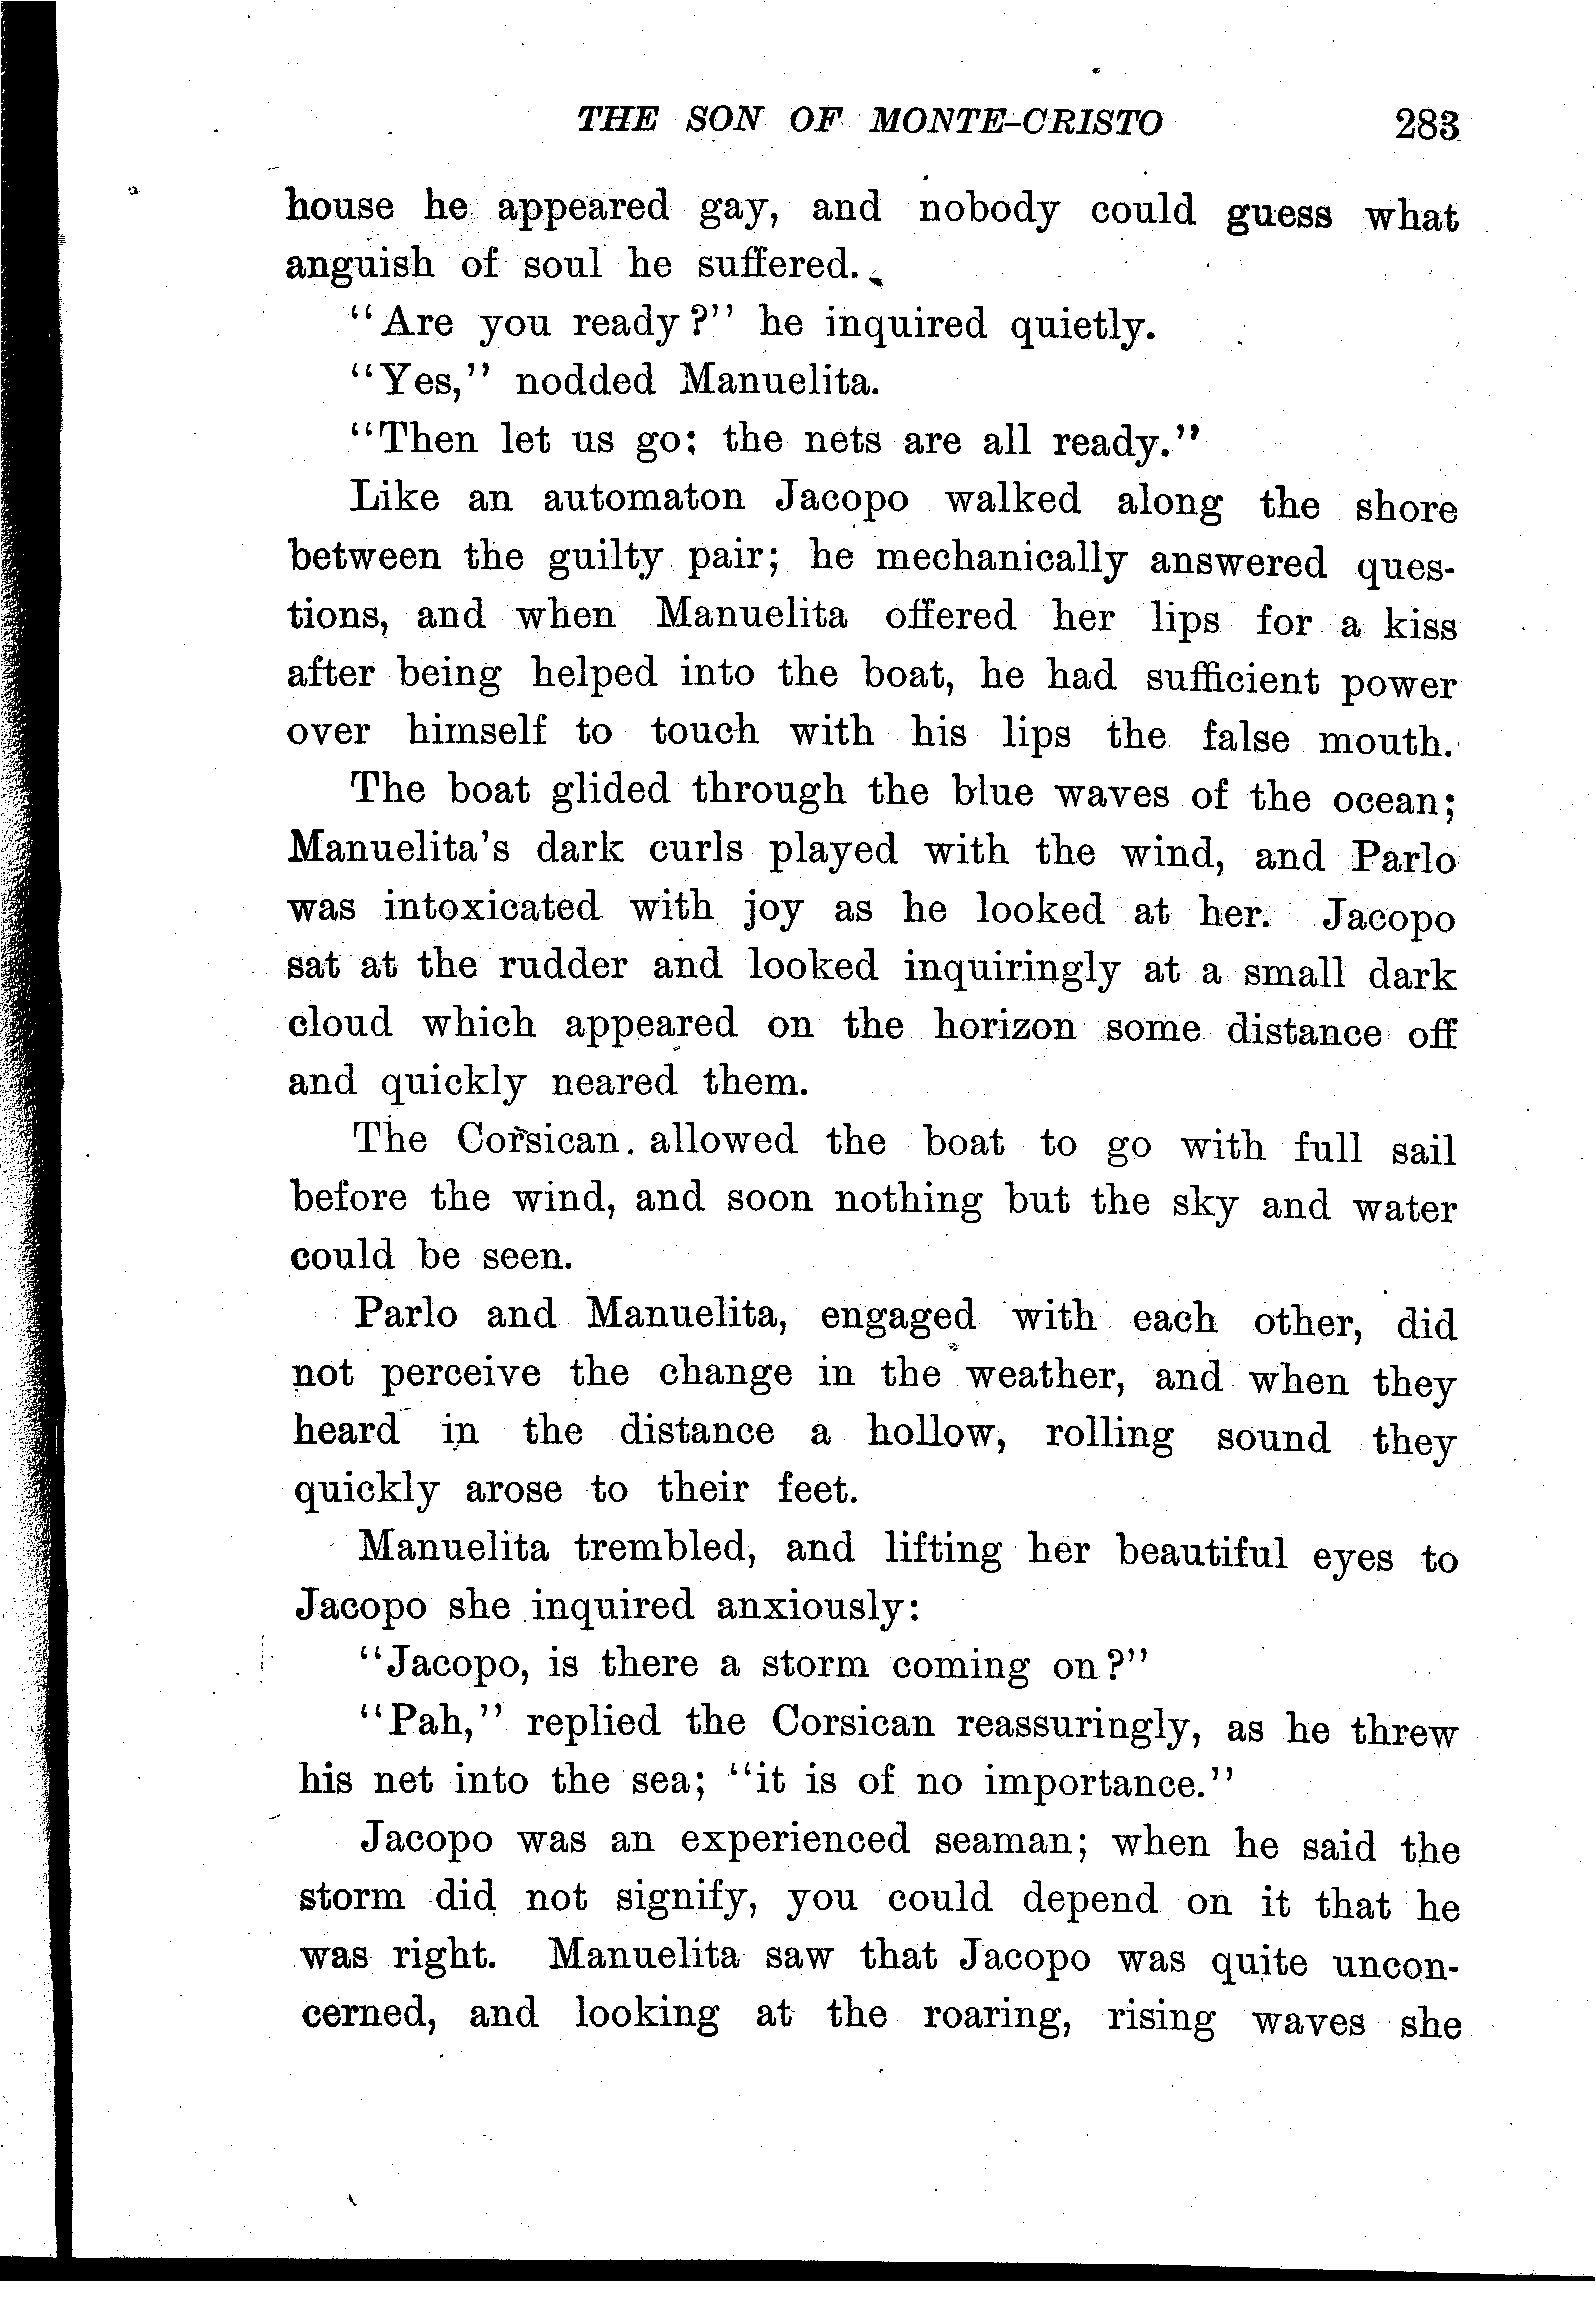 THE SON OF MONTE-CRISTO 283
house he appeared gay, and nobody could guess what
anguish of soul he suffered.
"Are you ready?" he inquired quietly.
"Yes," nodded Manuelita.
"Then let us go; the nets are all ready."
Like an automaton Jacopo walked along the shore
between the guilty pair; he mechanically answered ques-
tions, and when Manuelita offered her lips for a kiss
after being helped into the boat, he had sufficient power
over himself to touch with his lips the false mouth.
The boat glided through the blue waves of the ocean;
Manuelita's dark curls played with the wind, and Parlo
was intoxicated with joy as he looked at her. Jacopo
sat at the rudder and looked inquiringly at a small dark
cloud which appeared on the horizon some distance off
and quickly neared them.
The Corsican allowed the boat to go with full sail
before the wind, and soon nothing but the sky and water
could be seen.
Parlo and Manuelita, engaged with each other, did
not perceive the change in the weather, and when they
heard in the distance a hollow, rolling sound they
quickly arose to their feet.
Manuelita trembled, and lifting her beautiful eyes to
Jacopo she inquired anxiously:
"Jacopo, is there a storm coming on?"
"Pah," replied the Corsican reassuringly, as he threw
his net into the sea; "it is of no importance."
Jacopo was an experienced seaman; when he said the
storm did not signify, you could depend on it that he
was right. Manuelita saw that Jacopo was quite uncon-
cerned, and looking at the roaring, rising waves she